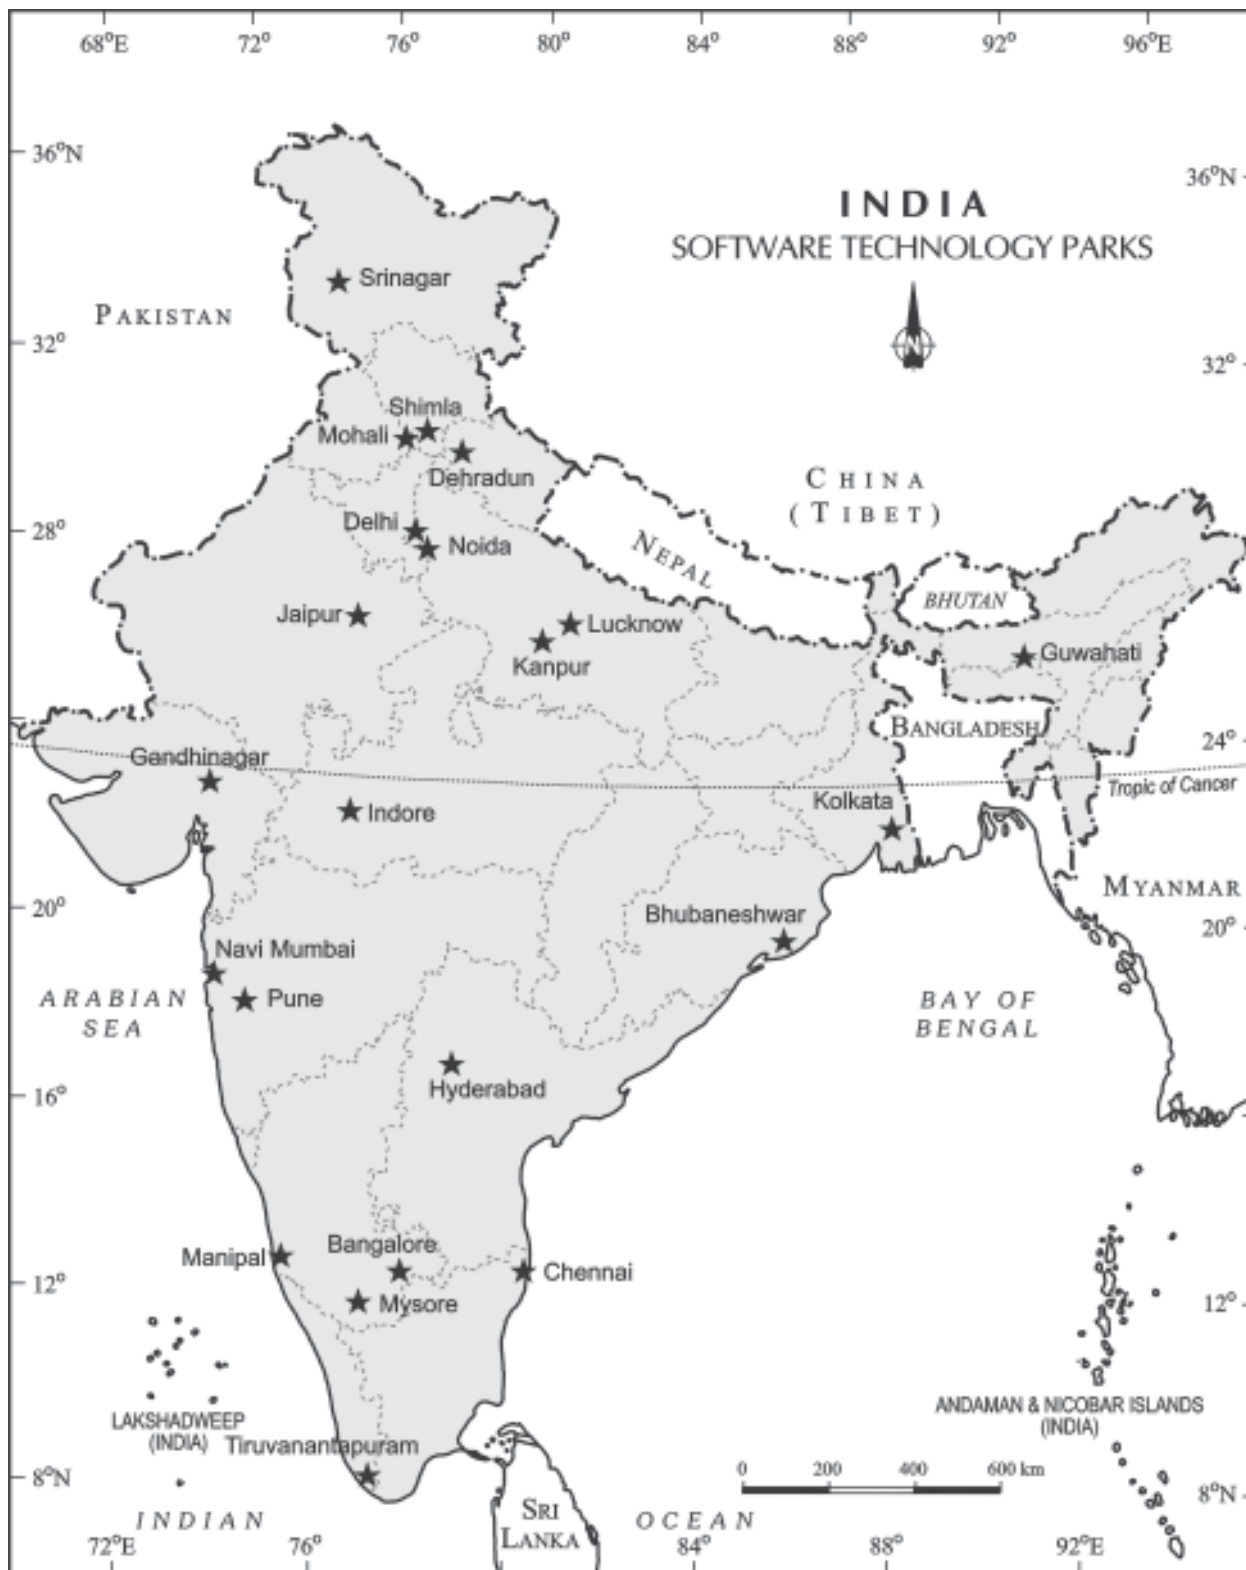 68°E 72° 76° 80° 84° 88° 92° 96°E
36°N
36°N
INDIA
SOFTWARE TECHNOLOGY PARKS
Srinagar
PAKISTAN
N
32°
32°
Shimla
Mohali
Dehradun
CHINA
(TIBET)
Delhi
28°
Noida
NEPAL
BHUTAN
Jaipur
Lucknow
Kanpur
Guwahati
BANGLADESH
24°
Gandhinagar
Tropic of Cancer
Kolkata
Indore
MYANMAR
20°
Bhubaneshwar
20°
Navi Mumbai
Pune
ARABIAN
SEA
BAY OF
BENGAL
Hyderabad
16°
Bangalore
Manipal
Chennai
12°
Mysore
12°
LAKSHADWEEP
(INDIA)
ANDAMAN & NICOBAR ISLANDS
(INDIA)
Tiruvanantapuram
8°N
0 200 400 600 km
8°N
SRI
LANKA
INDIAN OCEAN
72°E 76° 84° 88° 92°E